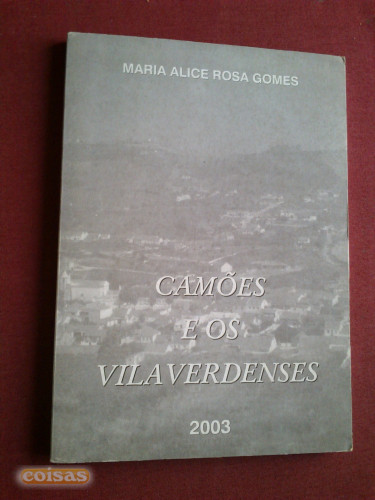 MARIA ALICE ROSA GOMES
CAMÕES
E OS
VILAVERDENSES
2003
coisas